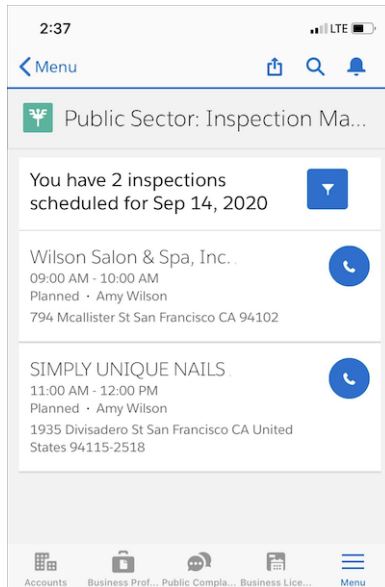 2:37
LTE
Menu
Public Sector: Inspection Ma...
You have 2 inspections
scheduled for Sep 14, 2020
Wilson Salon & Spa, Inc. .
09:00 AM - 10:00 AM
Planned • Amy Wilson
794 Mcallister St San Francisco CA 94102
SIMPLY UNIQUE NAILS .
11:00 AM - 12:00 PM
Planned • Amy Wilson
1935 Divisadero St San Francisco CA United
States 94115-2518
Accounts Business Prof... Public Compla... Business Lice... Menu